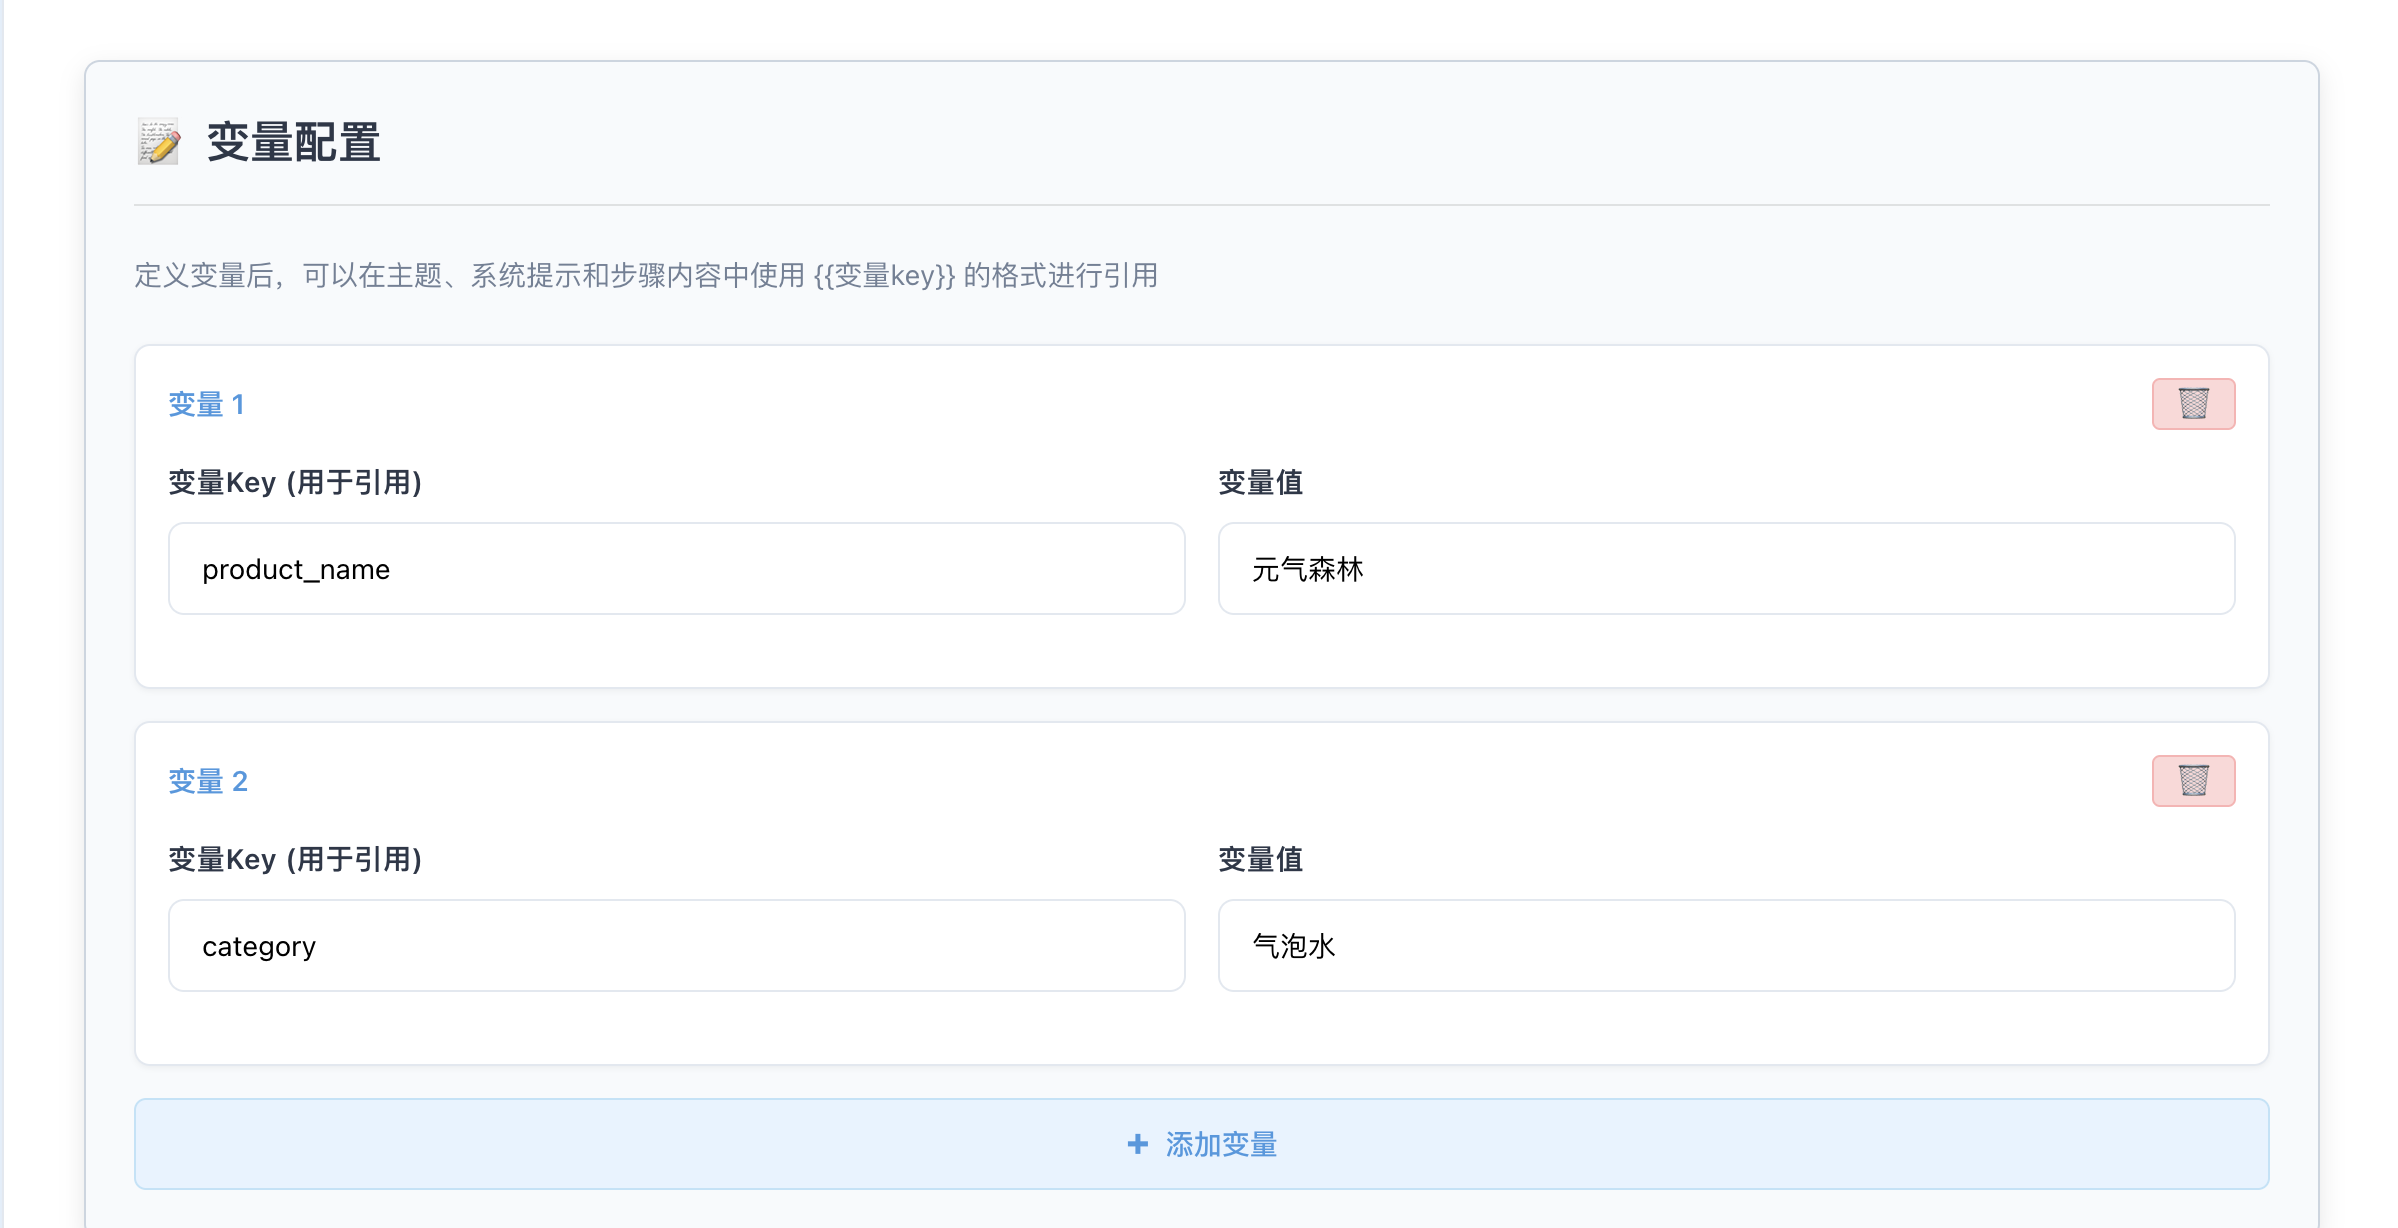 变量配置
定义变量后，可以在主题、系统提示和步骤内容中使用 {{变量key}} 的格式进行引用
变量 1
变量Key (用于引用)
变量值
product_name
元气森林
变量 2
变量Key (用于引用)
变量值
category
气泡水
+ 添加变量